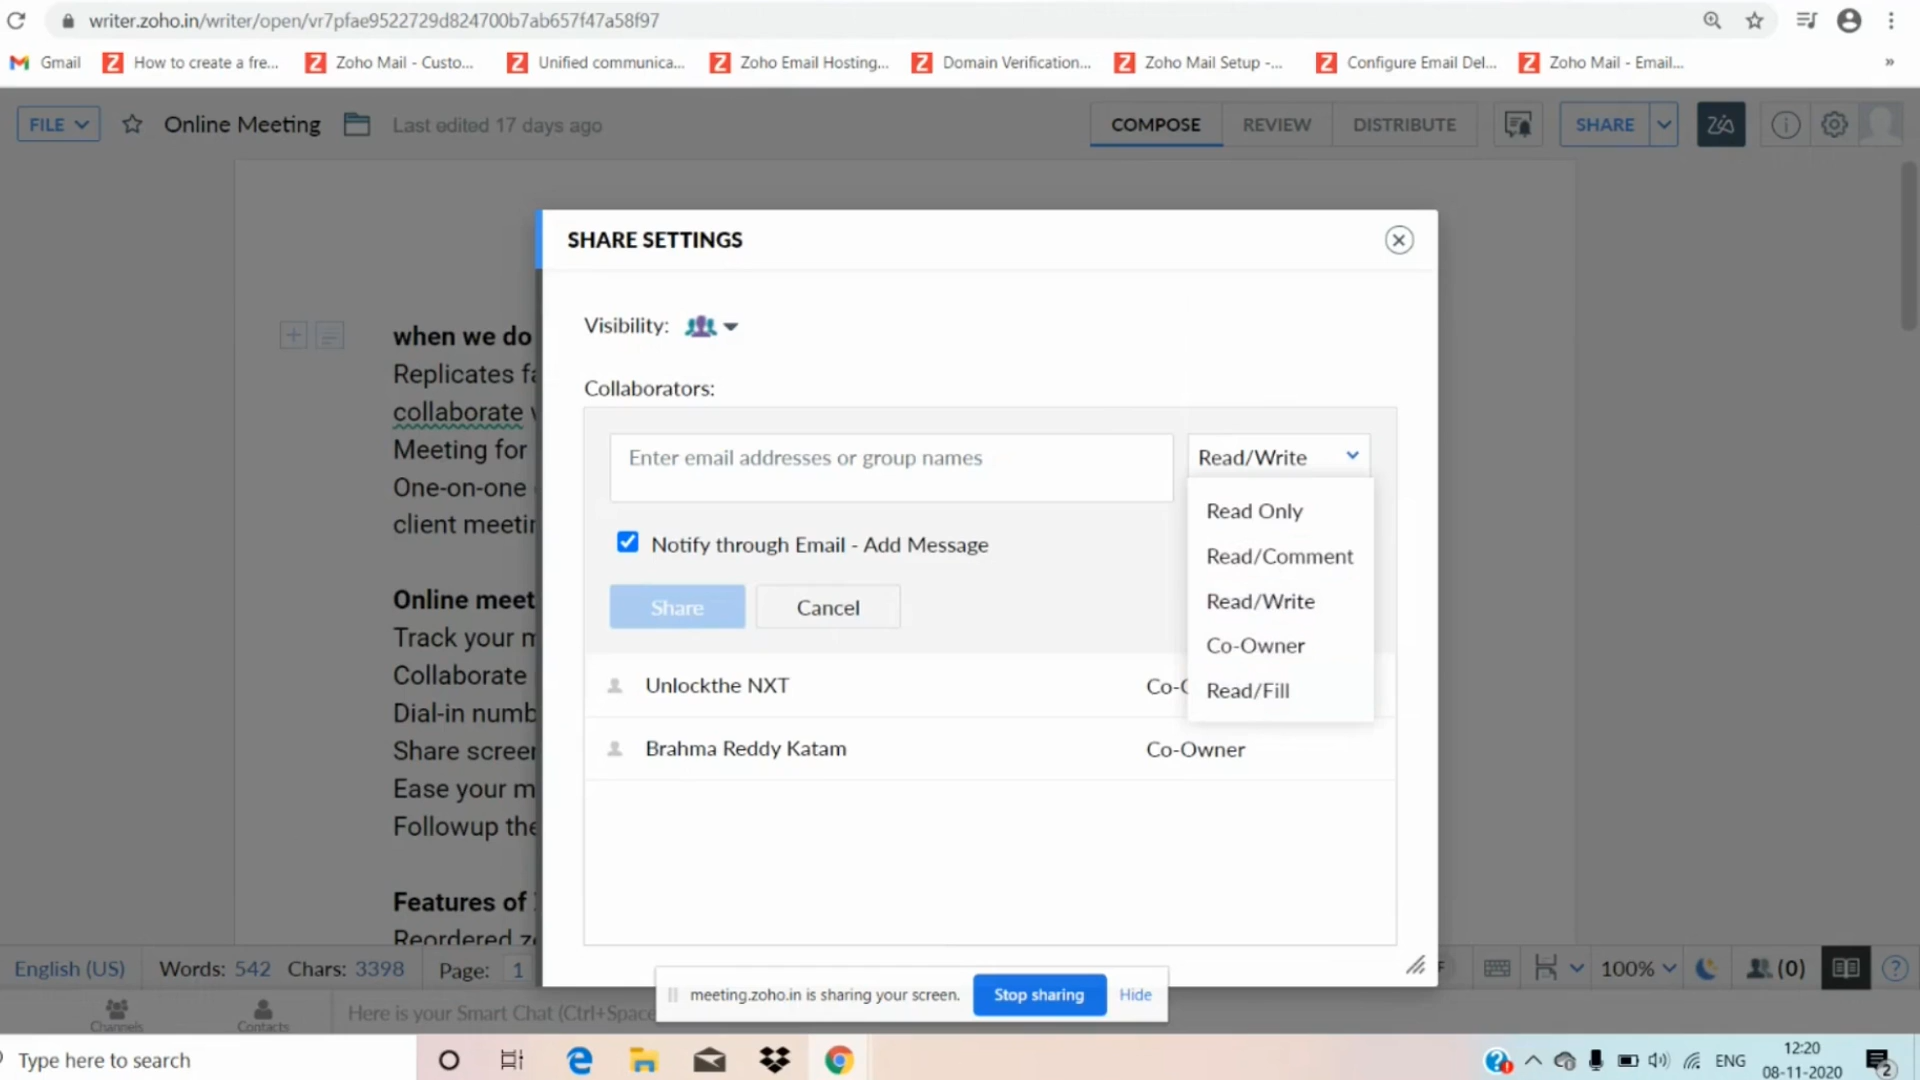 writer.zoho.in/writer/open/vr7pfae9522729d824700b7ab657f47a58f97
Gmail How to create a fre... Zoho Mail - Custo... Unified communica... Zoho Email Hosting... Domain Verification... Zoho Mail Setup -... Configure Email Del... Zoho Mail - Email... »
FILE Online Meeting Last edited 17 days ago COMPOSE REVIEW DISTRIBUTE SHARE
SHARE SETTINGS
Visibility:
when we do
Replicates fa
Collaborators:
collaborate
Meeting for
Enter email addresses or group names Read/Write
One-on-one
Read Only
client meetin
Notify through Email - Add Message
Read/Comment
Online meet
Share Cancel
Read/Write
Track your m
Co-Owner
Collaborate
Unlockthe NXT Co-
Read/Fill
Dial-in numb
Share screen
Brahma Reddy Katam Co-Owner
Ease your m
Followup the
Features of
Reordered
English (US) Words: 542 Chars: 3398 Page: 1 100% (0)
meeting.zoho.in is sharing your screen. Stop sharing Hide
Channels Contacts Here is your Smart Chat (Ctrl+Space
Type here to search ENG 12:20
08-11-2020 2